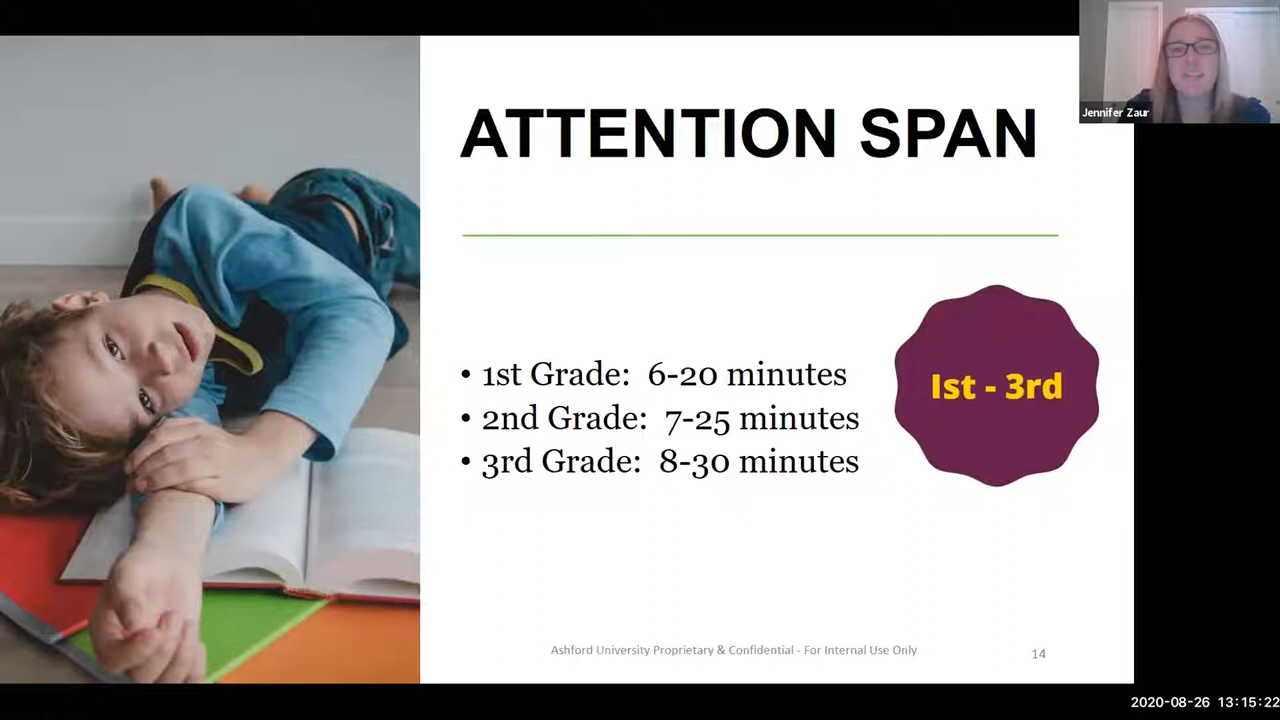 Jennifer Zaur
ATTENTION SPAN
• 1st Grade:  6-20 minutes
• 2nd Grade:  7-25 minutes
• 3rd Grade:  8-30 minutes
Ist - 3rd
Ashford University Proprietary & Confidential - For Internal Use Only
14
2020-08-26 13:15:22